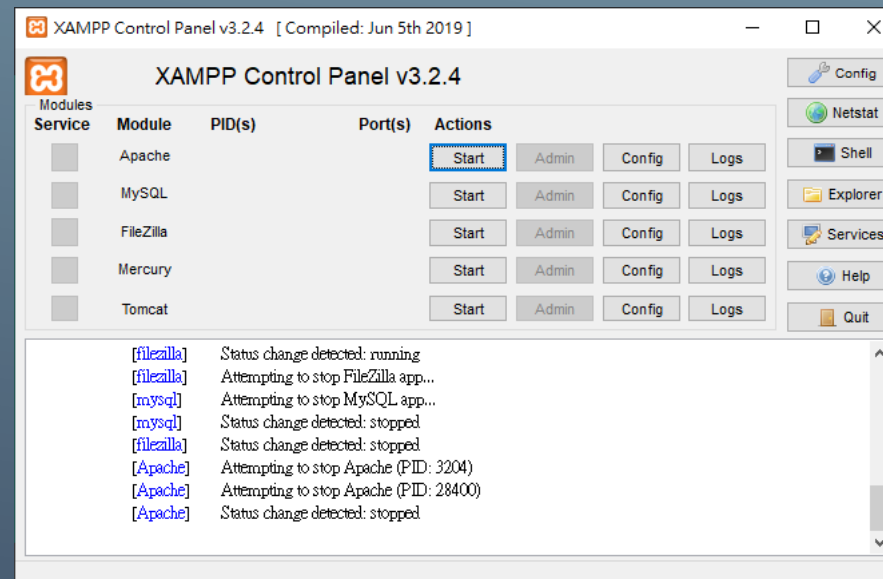 XAMPP Control Panel v3.2.4 [ Compiled: Jun 5th 2019 ]
XAMPP Control Panel v3.2.4
Config
Modules
Service Module PID(s) Port(s) Actions
Netstat
Apache Start Admin Config Logs
Shell
MySQL Start Admin Config Logs
Explorer
FileZilla Start Admin Config Logs
Services
Mercury Start Admin Config Logs
Help
Tomcat Start Admin Config Logs
Quit
[filezilla] Status change detected: running
[filezilla] Attempting to stop FileZilla app...
[mysql] Attempting to stop MySQL app...
[mysql] Status change detected: stopped
[filezilla] Status change detected: stopped
[Apache] Attempting to stop Apache (PID: 3204)
[Apache] Attempting to stop Apache (PID: 28400)
[Apache] Status change detected: stopped